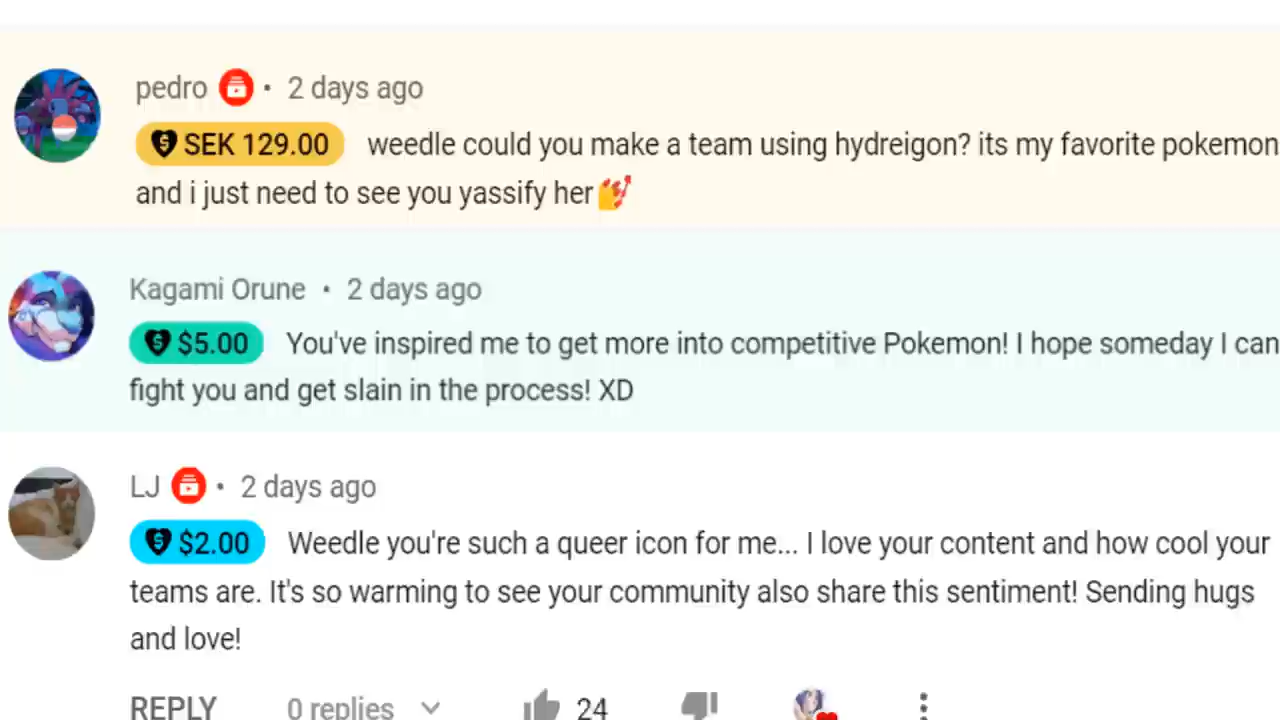 pedro • 2 days ago
SEK 129.00 weedle could you make a team using hydreigon? its my favorite pokemon
and i just need to see you yassify her💅
Kagami Orune • 2 days ago
$5.00 You've inspired me to get more into competitive Pokemon! I hope someday I can
fight you and get slain in the process! XD
LJ • 2 days ago
$2.00 Weedle you're such a queer icon for me... I love your content and how cool your
teams are. It's so warming to see your community also share this sentiment! Sending hugs
and love!
REPLY 0 replies 24